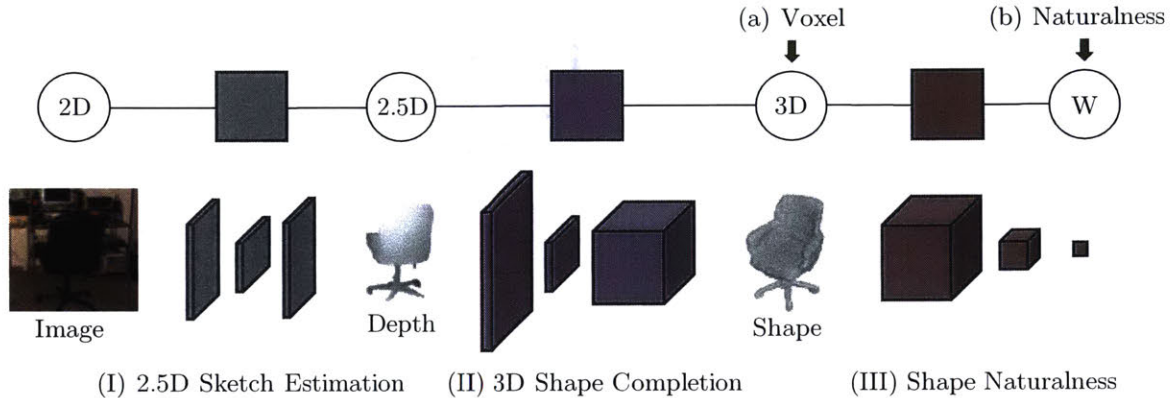 (a) Voxel
(b) Naturalness
2D
2.5D
3D
W
Image
Depth
Shape
(I) 2.5D Sketch Estimation
(II) 3D Shape Completion
(III) Shape Naturalness